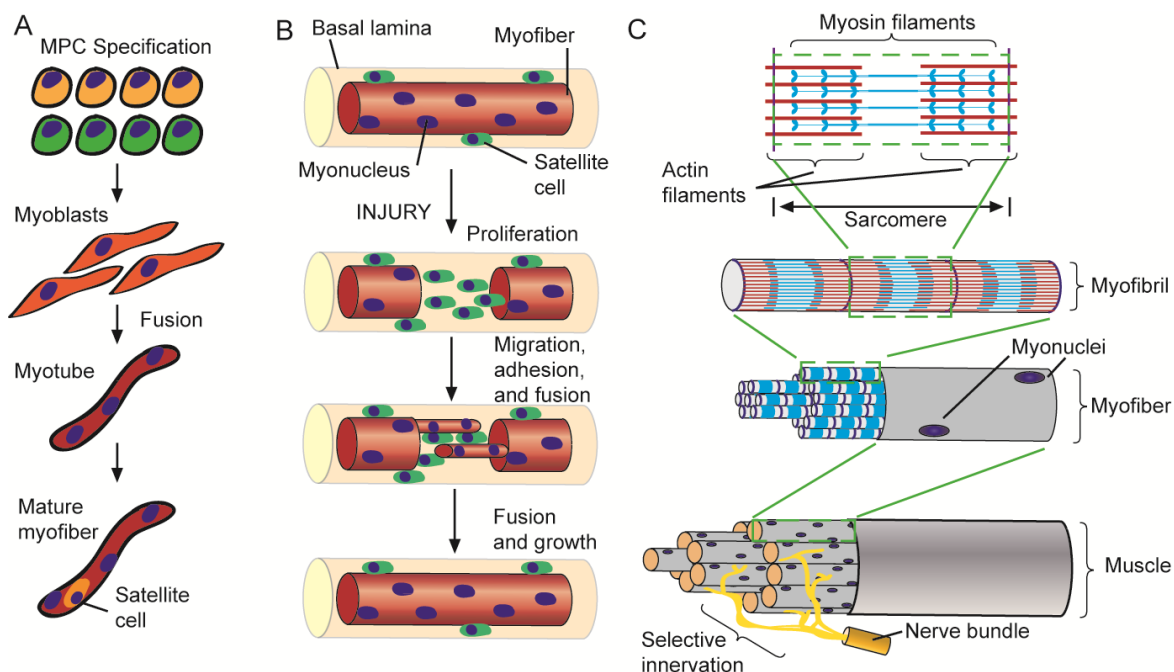 A
MPC Specification
Myoblasts
Fusion
Myotube
Mature
myofiber
Satellite
cell
B
Basal lamina
Myofiber
Myonucleus
Satellite
cell
INJURY
Proliferation
Migration,
adhesion,
and fusion
Fusion
and growth
C
Myosin filaments
Actin
filaments
Sarcomere
Myofibril
Myonuclei
Myofiber
Muscle
Nerve bundle
Selective
innervation